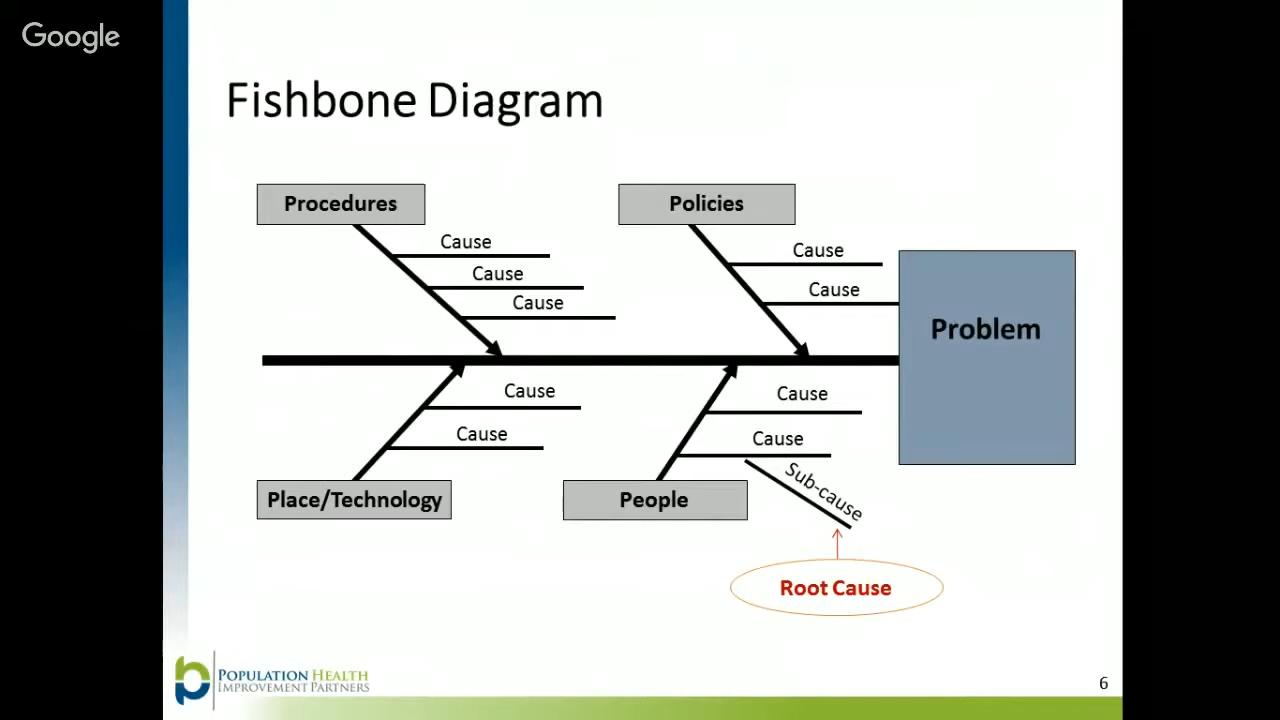 Google
Fishbone Diagram
Procedures
Policies
Cause
Cause
Cause
Cause
Cause
Problem
Cause
Cause
Cause
Cause
Sub-cause
Place/Technology
People
Root Cause
POPULATION HEALTH
IMPROVEMENT PARTNERS
6